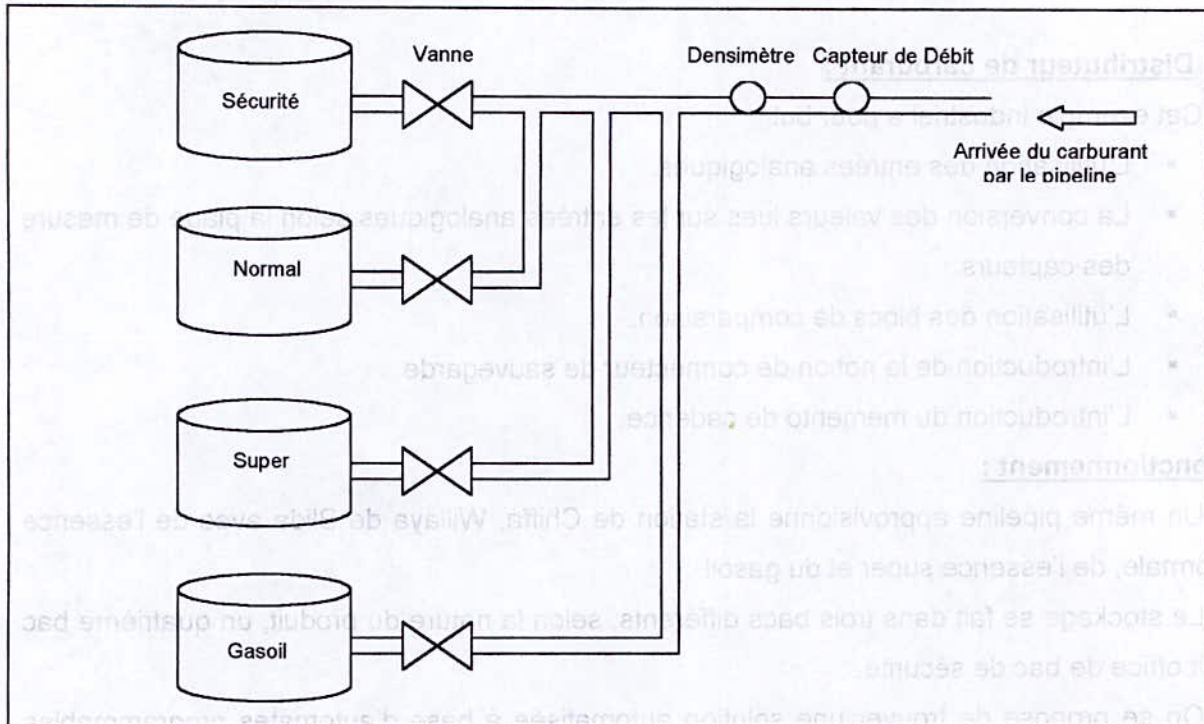 Vanne
Densimètre
Capteur de Débit
Sécurité
Arrivée du carburant
par le pipeline
Normal
Super
Gasoil
Distributeur de carburant
Cet industriel a pour but
des entrées analogiques
La conversion des valeurs lues sur les entrées analogiques selon la plage de mesure
des capteurs
L'utilisation des blocs de comparaison.
L'introduction de la notion de connecteur de sauvegarde
L'introduction du memento de cadence.
onctionnement :
Un même pipeline approvisionne la station de Chiffa, Willaya de Blida avec de l'essence
ormale, de l'essence super et du gasoil
Le stockage se fait dans trois bacs différents, selon la nature du produit, un quatrième bac
office de bac de sécurité.
On se propose de trouver une solution automatisée à base d'automates programmables